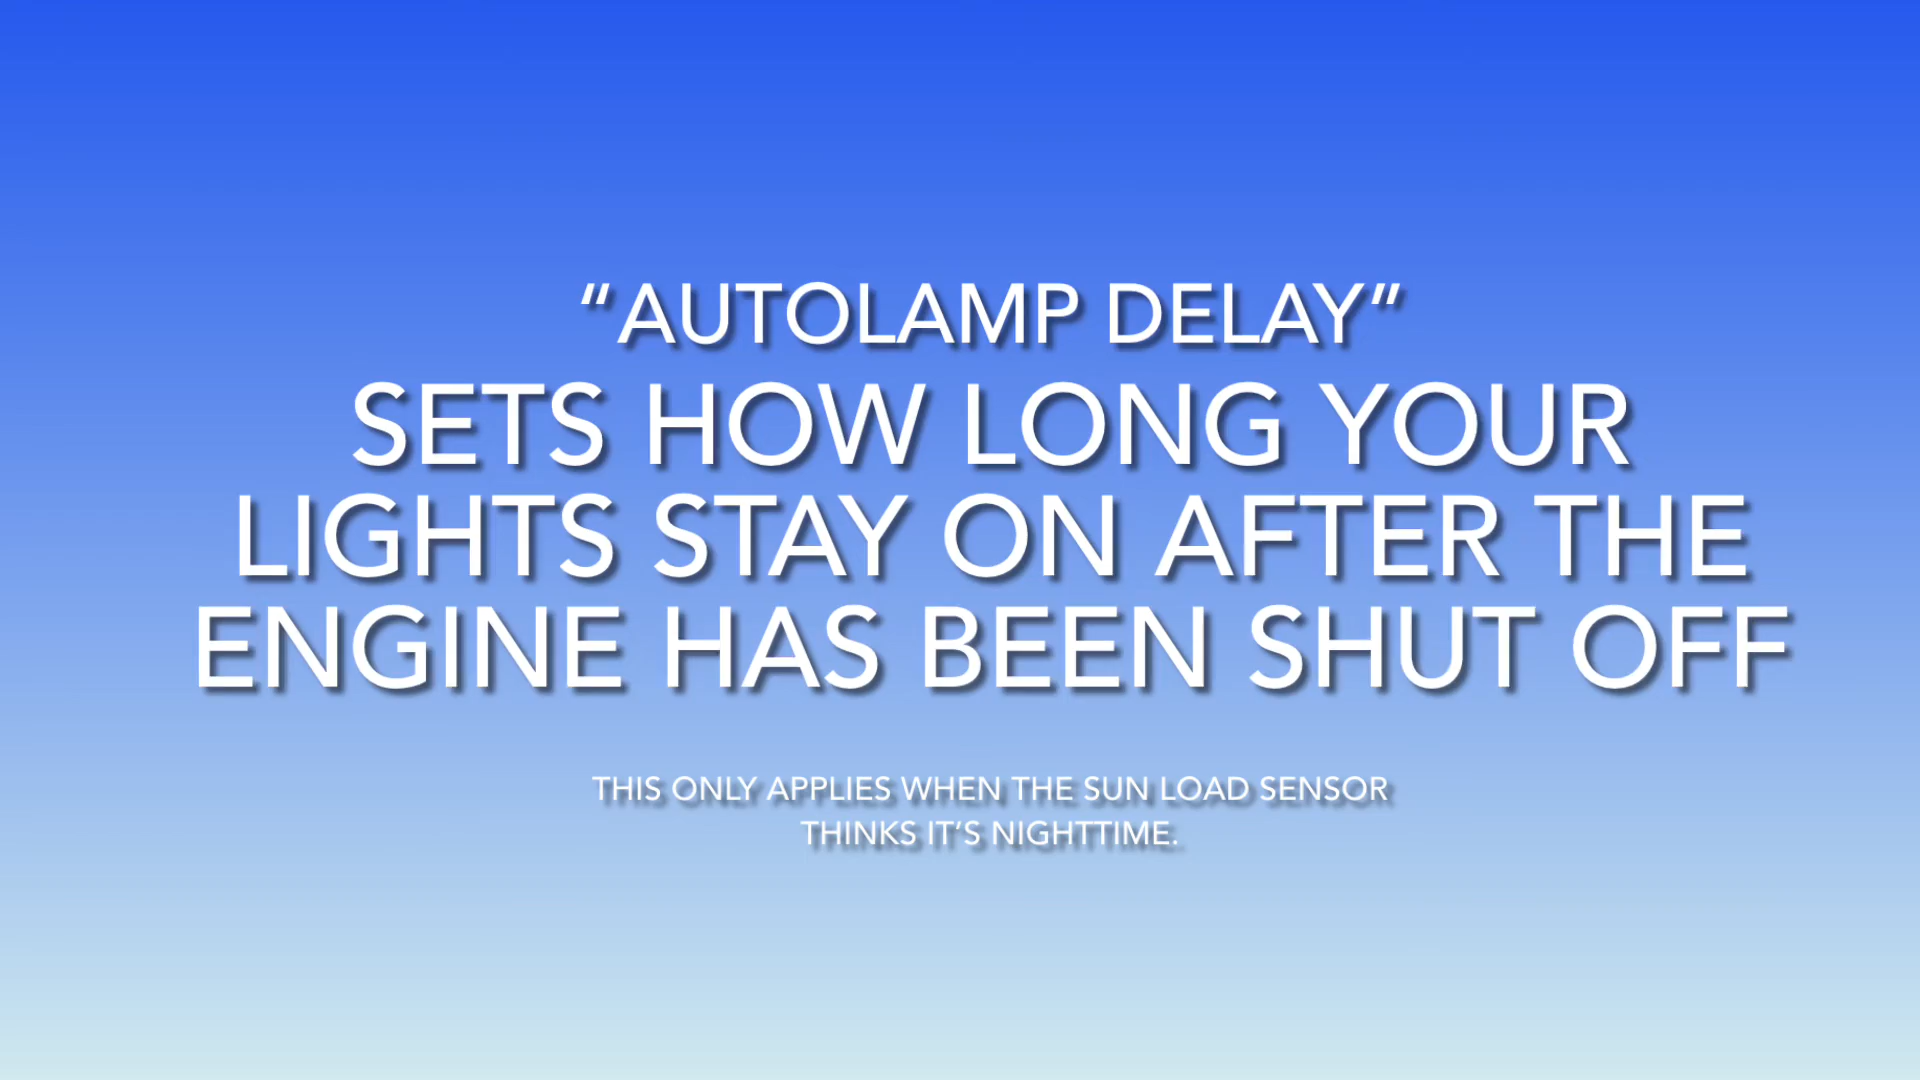 “AUTOLAMP DELAY”
SETS HOW LONG YOUR
LIGHTS STAY ON AFTER THE
ENGINE HAS BEEN SHUT OFF
THIS ONLY APPLIES WHEN THE SUN LOAD SENSOR
THINKS IT’S NIGHTTIME.